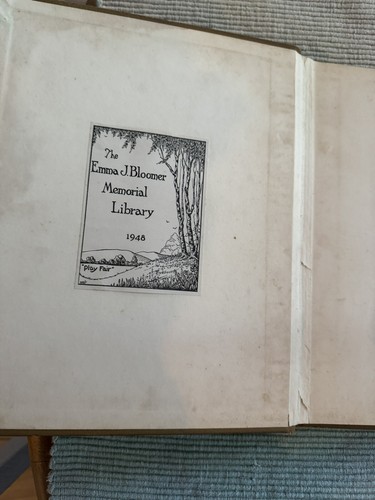 The
Emma J. Bloomer
Memorial
Library
1948
"Play Fair"